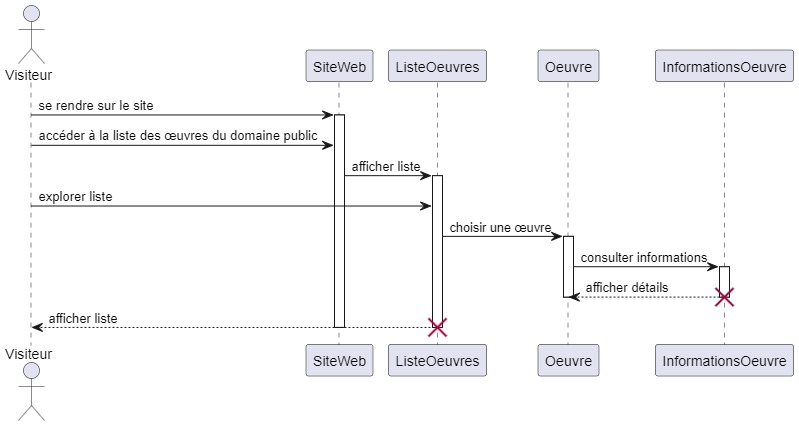 Visiteur
SiteWeb
ListeOeuvres
Oeuvre
InformationsOeuvre
se rendre sur le site
accéder à la liste des œuvres du domaine public
afficher liste
explorer liste
choisir une œuvre
consulter informations
afficher détails
afficher liste
Visiteur
SiteWeb
ListeOeuvres
Oeuvre
InformationsOeuvre